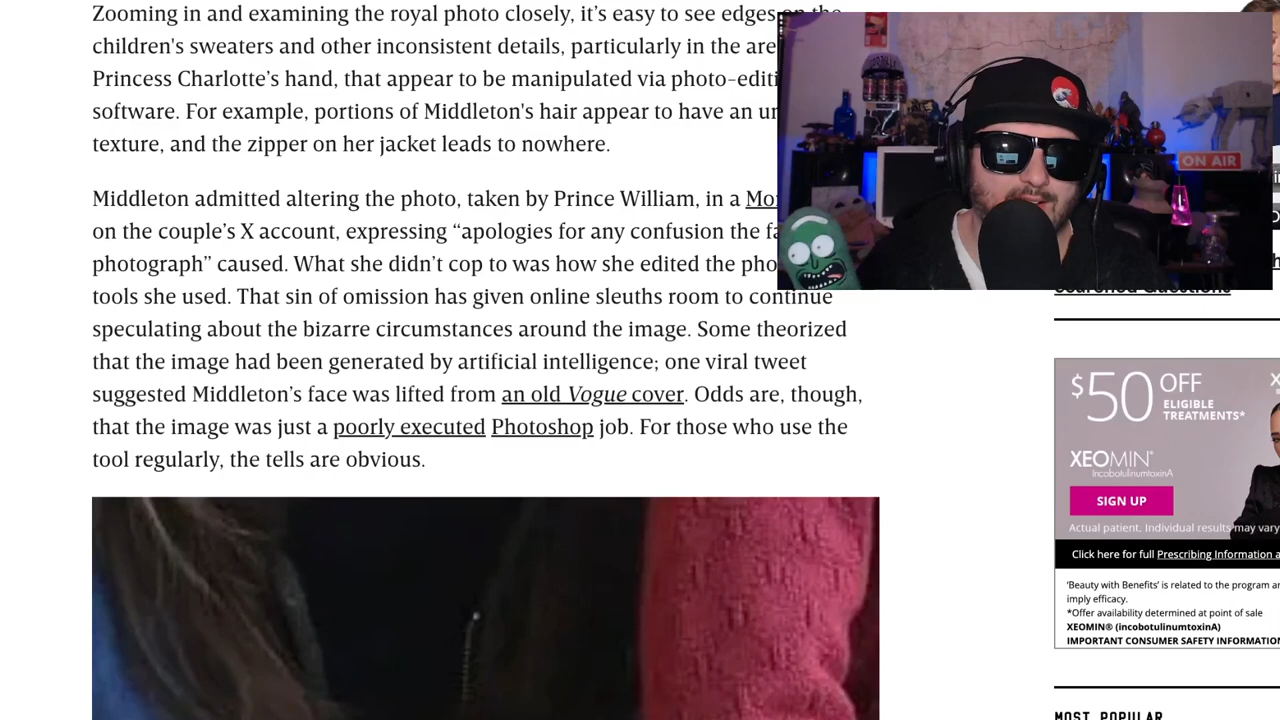 Zooming in and examining the royal photo closely, it's easy to see edges on the
children's sweaters and other inconsistent details, particularly in the
Princess Charlotte's hand, that appear to be manipulated via
software. For example, portions of Middleton's hair appear to have an
texture, and the zipper on her jacket leads to nowhere.
Middleton admitted altering the photo, taken by Prince William, in a
on the couple's X account, expressing “apologies for any confusion the
photograph” caused. What she didn't cop to was how she edited the
tools she used. That sin of omission has given online sleuths room to continue
speculating about the bizarre circumstances around the image. Some theorized
that the image had been generated by artificial intelligence; one viral tweet
suggested Middleton's face was lifted from an old Vogue cover. Odds are, though,
that the image was just a poorly executed Photoshop job. For those who use the
tool regularly, the tells are obvious.
ON AIR
Searched Questions
$50 OFF
ELIGIBLE
TREATMENTS*
XEOMIN®
IncobotulinumtoxinA
SIGN UP
Actual patient. Individual results may vary
Click here for full Prescribing Information
'Beauty with Benefits' is related to the program
imply efficacy.
*Offer availability determined at point of sale
XEOMIN® (incobotulinumtoxinA)
IMPORTANT CONSUMER SAFETY INFORMATION
MOST POPULAR